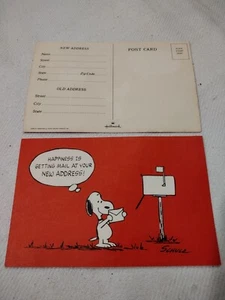 NEW ADDRESS
POST CARD
Name
Street
City
State
Zip Code
Phone
OLD ADDRESS
Street
City
State
Hallmark
HAPPINESS IS
GETTING MAIL AT YOUR
NEW ADDRESS!
SCHULZ